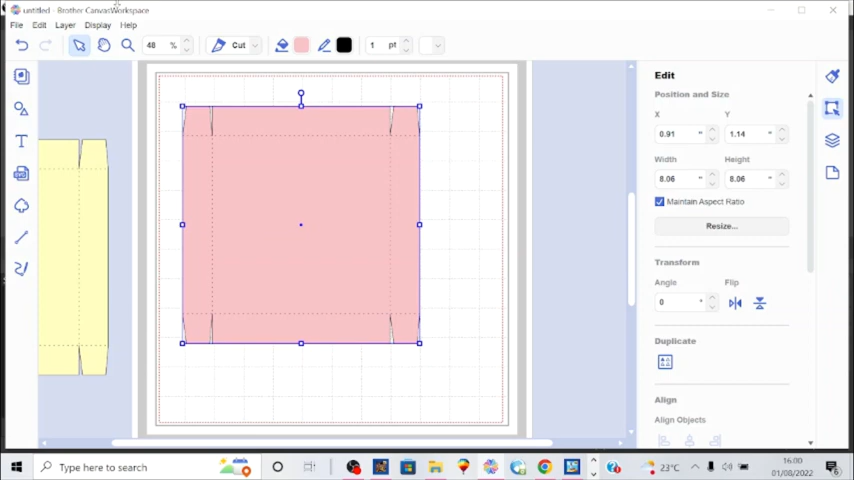 untitled - Brother CanvasWorkspace
File Edit Layer Display Help
48 % Cut 1 pt
Edit
Position and Size
X Y
0.91 " 1.14 "
Width Height
8.06 " 8.06 "
Maintain Aspect Ratio
Resize...
Transform
Angle Flip
0 °
Duplicate
Align
Align Objects
Type here to search
23°C
16:00
01/08/2022
6